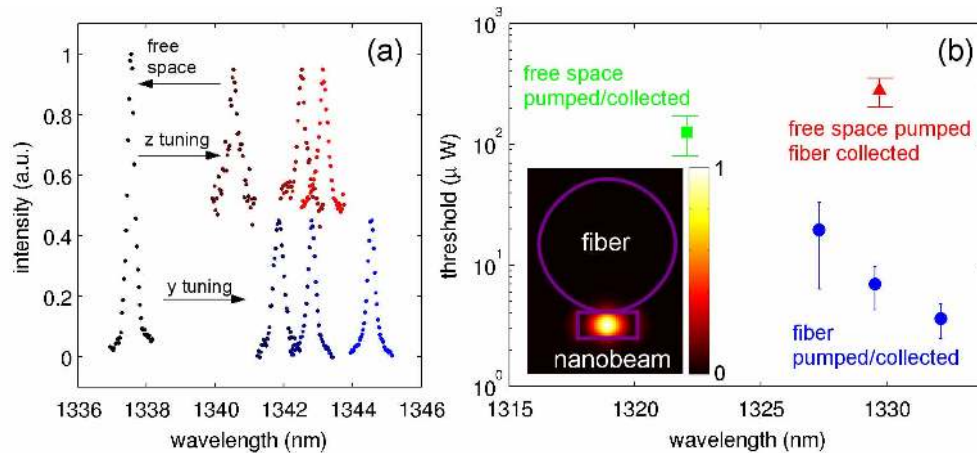 (a)
free
space
z tuning
y tuning
intensity (a.u.)
1
0.8
0.6
0.4
0.2
0
1336
1338
1340
1342
1344
1346
wavelength (nm)
(b)
free space
pumped/collected
free space pumped
fiber collected
fiber
nanobeam
1
0
fiber
pumped/collected
threshold (μ W)
10³
10²
10¹
10⁰
1315
1320
1325
1330
wavelength (nm)